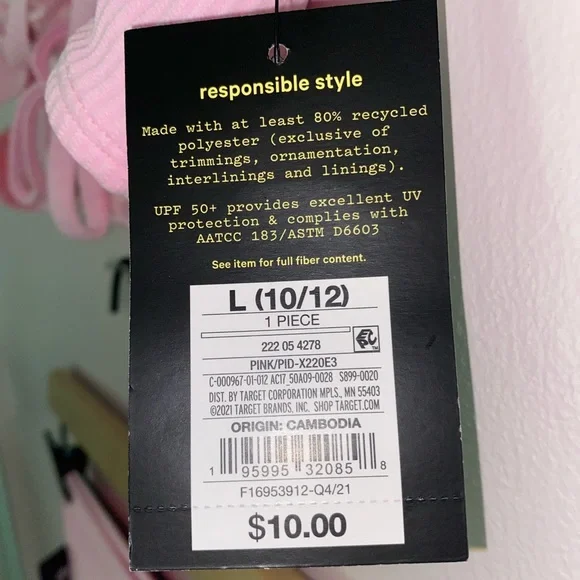 responsible style
Made with at least 80% recycled
polyester (exclusive of
trimmings, ornamentation,
interlinings and linings).
UPF 50+ provides excellent UV
protection & complies with
AATCC 183/ASTM D6603
See item for full fiber content.
L (10/12)
1 PIECE
222 05 4278
PINK/PID-X220E3
C-000967-01-012 AC17 50A09-0028 S899-0020
DIST. BY TARGET CORPORATION MPLS., MN 55403
©2021 TARGET BRANDS, INC. SHOP TARGET.COM
ORIGIN: CAMBODIA
1 95995 32085 8
F16953912-Q4/21
$10.00